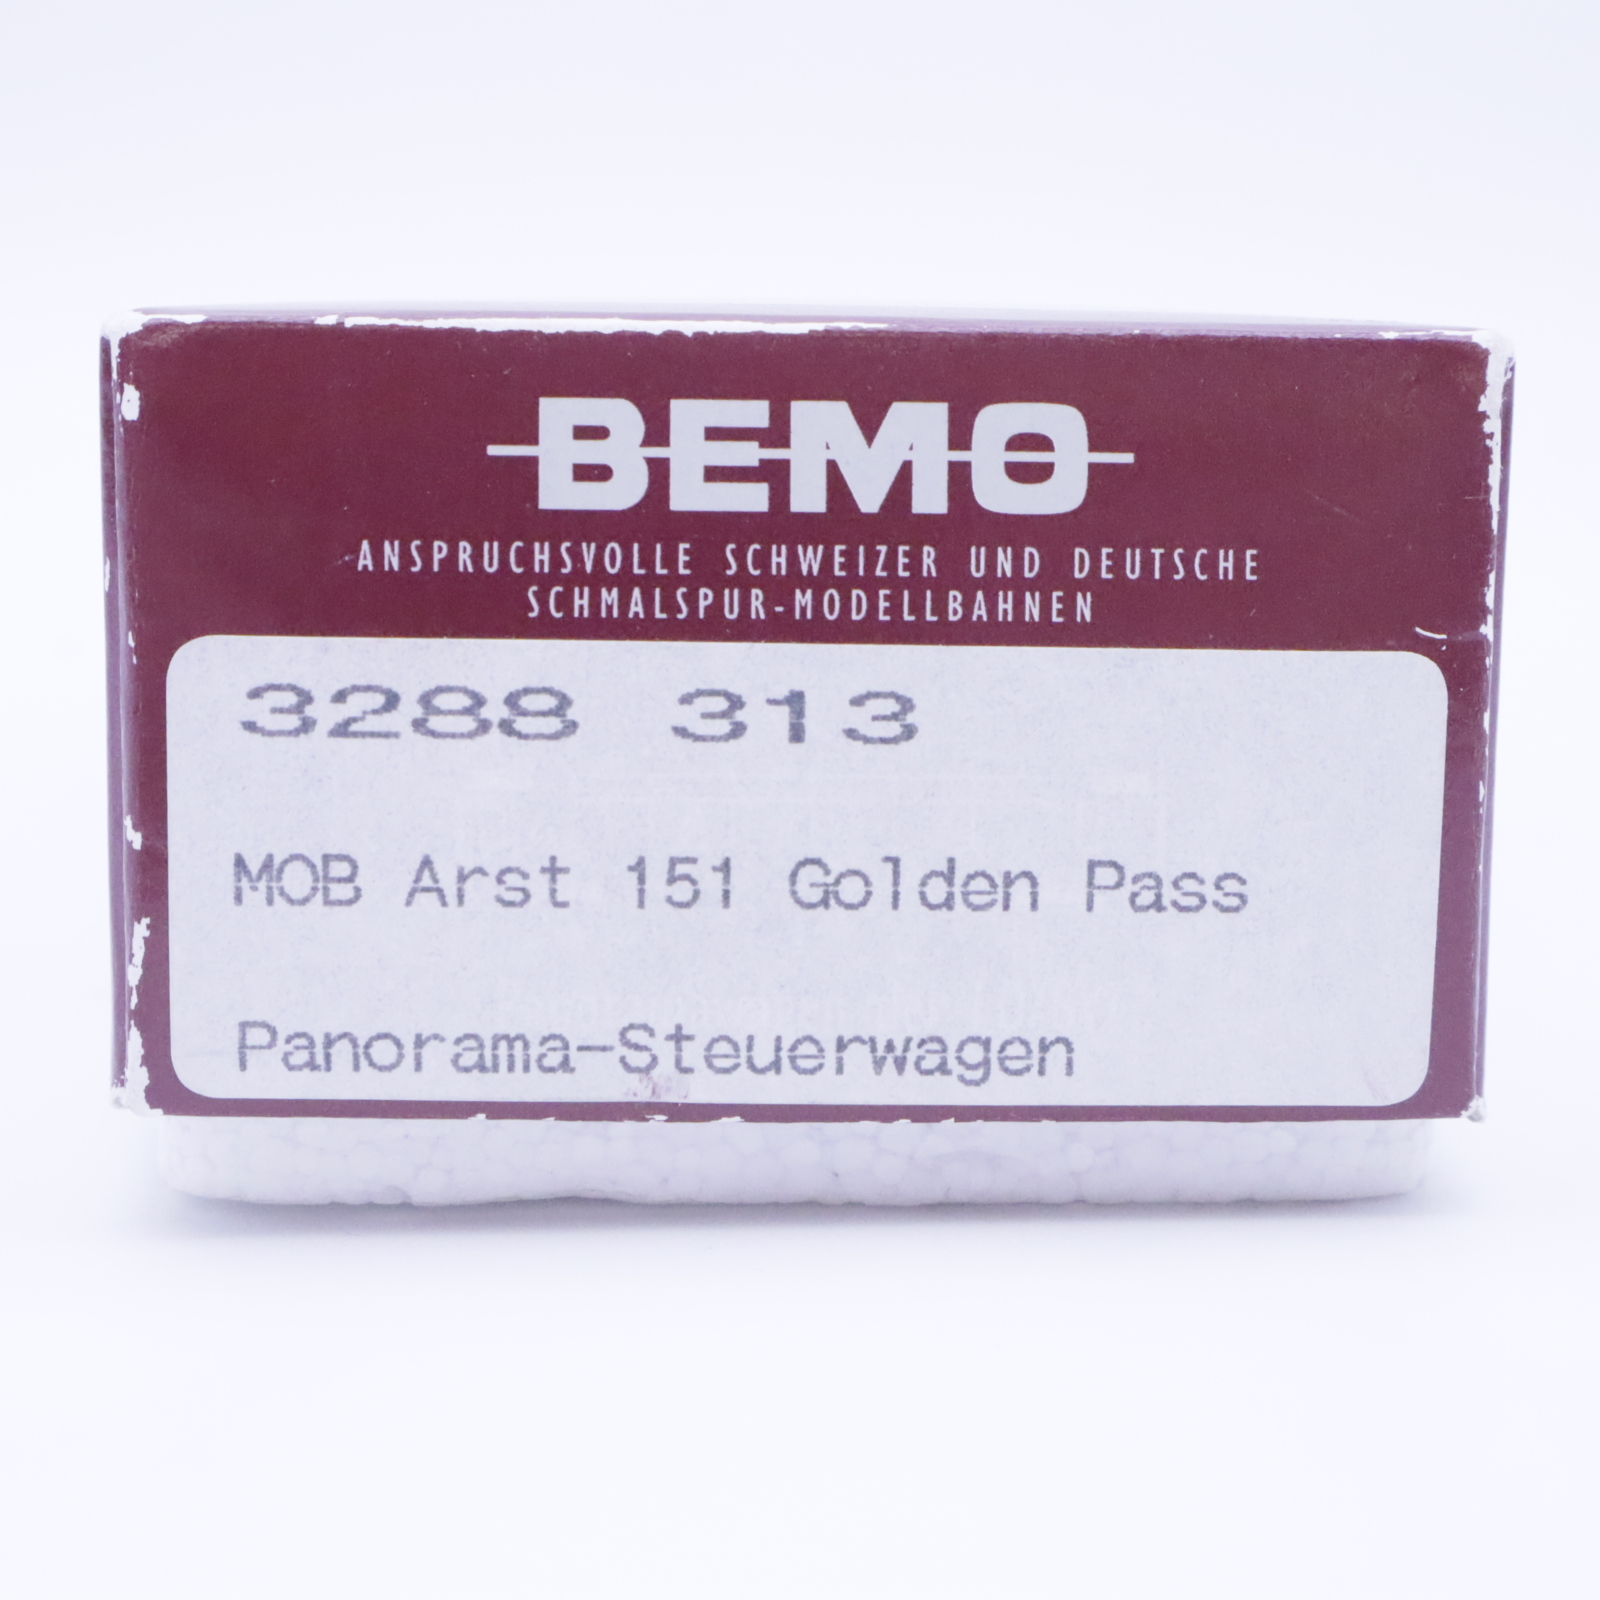 BEMO
ANSPRUCHSVOLLE SCHWEIZER UND DEUTSCHE
SCHMALSPUR-MODELLBAHNEN
3288 313
MOB Arst 151 Golden Pass
Panorama-Steuerwagen